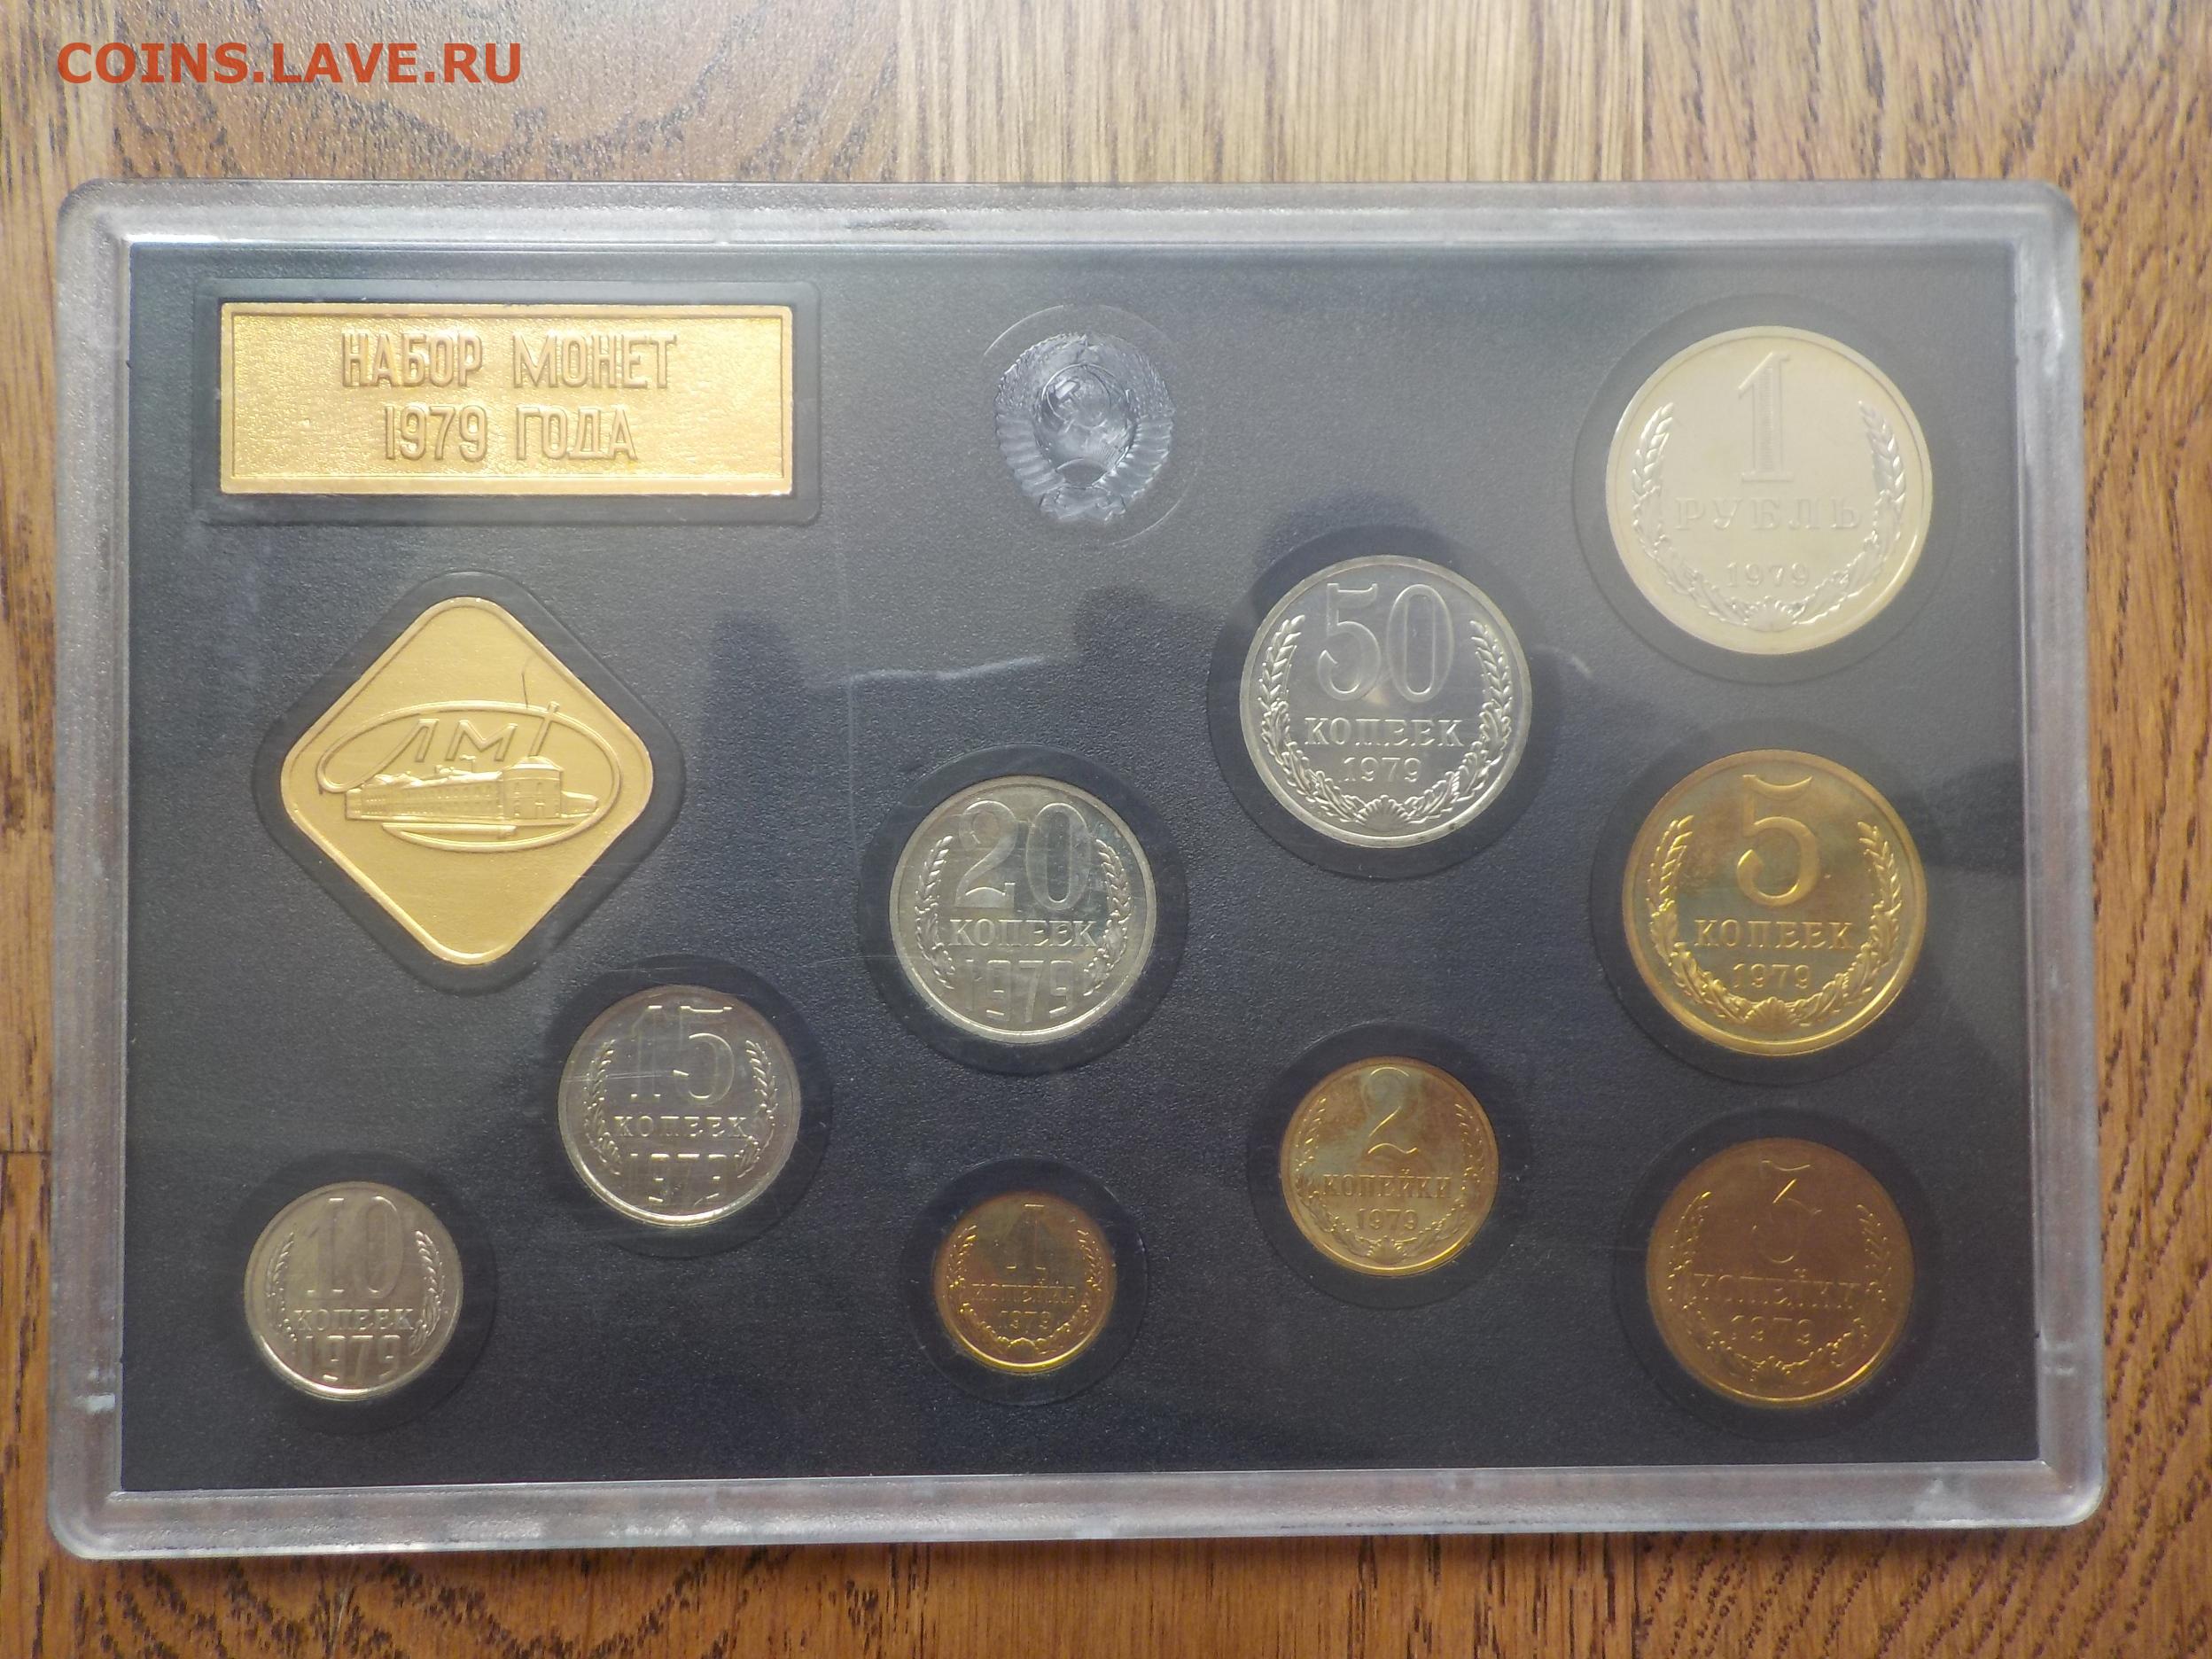 COINS.LAVE.RU
НАБОР МОНЕТ
1979 ГОДА
ЛМД
1
РУБЛЬ
1979
50
КОПЕЕК
1979
20
КОПЕЕК
1979
5
КОПЕЕК
1979
15
КОПЕЕК
1979
2
КОПЕЙКИ
1979
10
КОПЕЕК
1979
1
КОПЕЙКА
1979
3
КОПЕЙКИ
1979